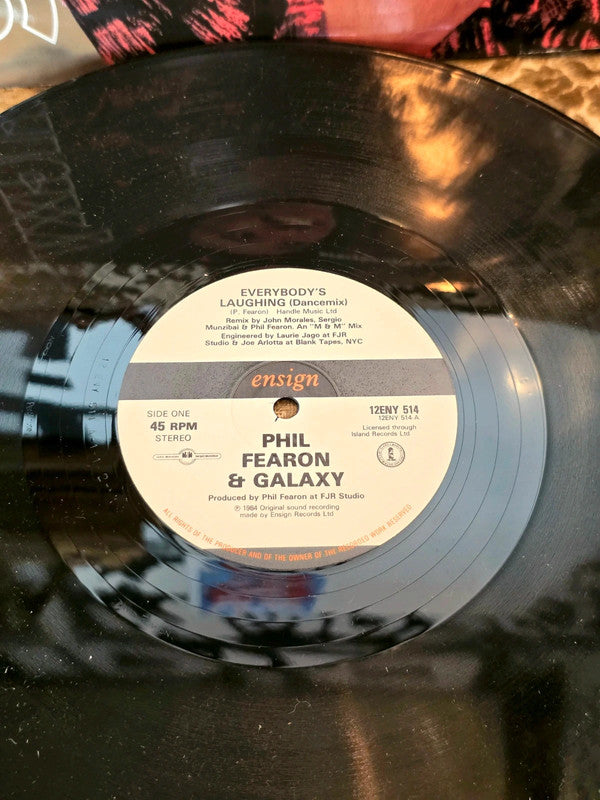 EVERYBODY'S
LAUGHING (Dancemix)
(P. Fearon) Handle Music Ltd
Remix by John Morales, Sergio
Munzibai & Phil Fearon. An "M & M" Mix
Engineered by Laurie Jago at FJR
Studio & Joe Arlotta at Blank Tapes, NYC
ensign
SIDE ONE
45 RPM
STEREO
12ENY 514
12ENY 514 A
Licensed through
Island Records Ltd
PHIL
FEARON
& GALAXY
Produced by Phil Fearon at FJR Studio
℗ 1984 Original sound recording
made by Ensign Records Ltd
ALL RIGHTS OF THE PRODUCER AND OF THE OWNER OF THE RECORDED WORK RESERVED